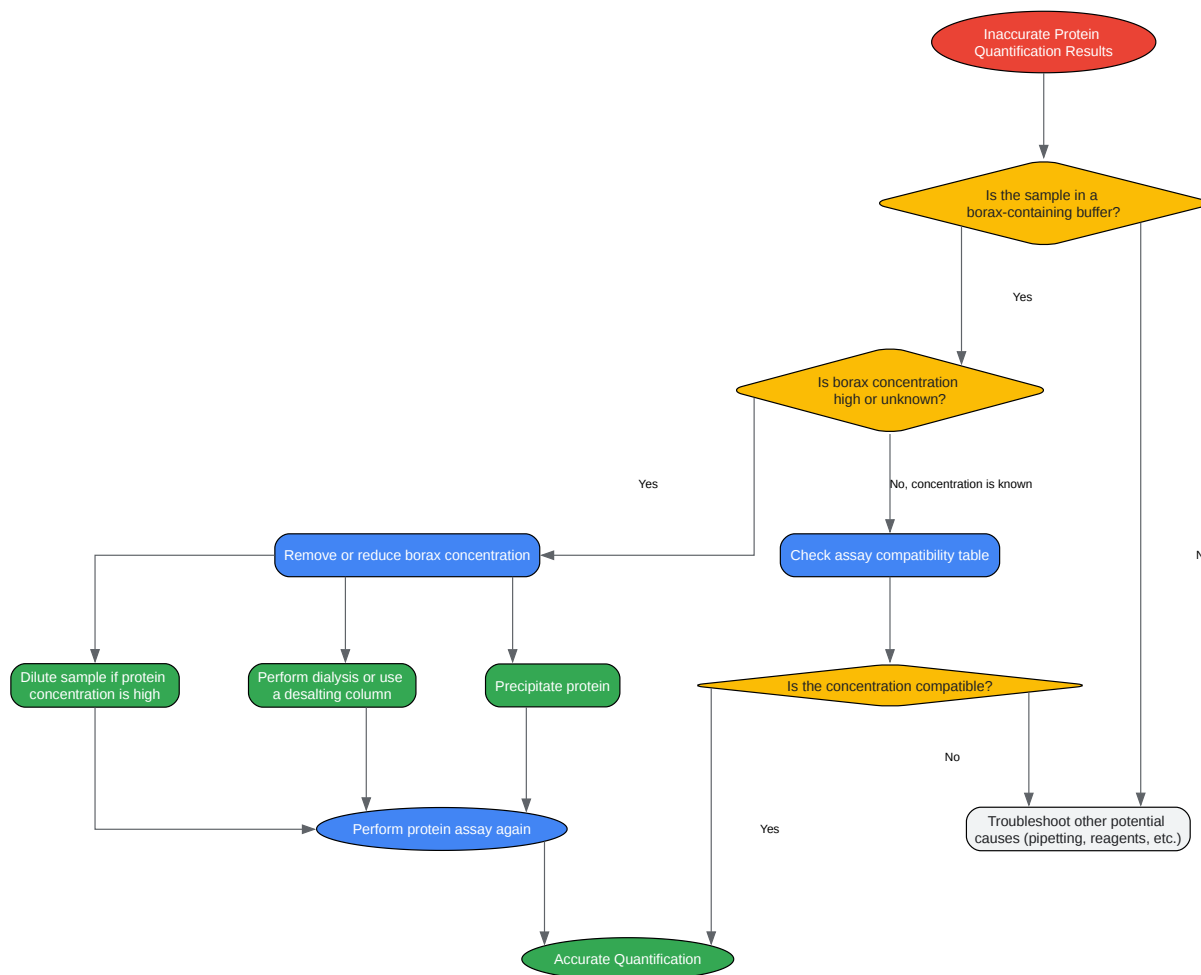 Inaccurate Protein
Quantification Results
Is the sample in a
borax-containing buffer?
Yes
Is borax concentration
high or unknown?
Yes
No, concentration is known
Remove or reduce borax concentration
Check assay compatibility table
Dilute sample if protein
concentration is high
Perform dialysis or use
a desalting column
Precipitate protein
Is the concentration compatible?
No
Perform protein assay again
Yes
Troubleshoot other potential
causes (pipetting, reagents, etc.)
Accurate Quantification